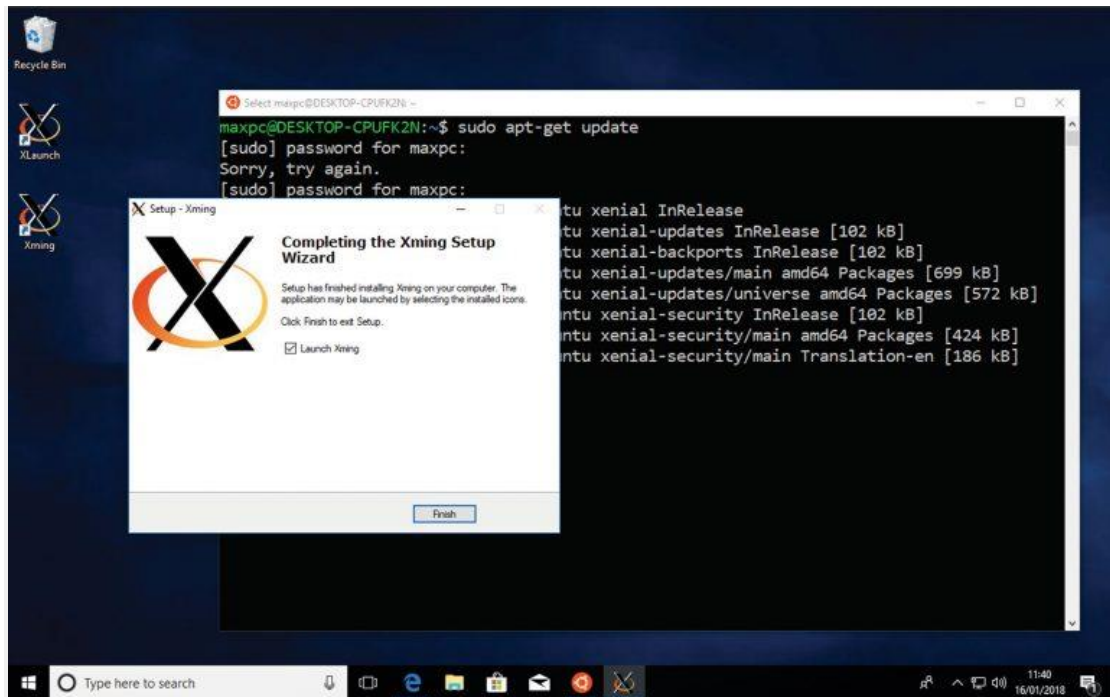 Recycle Bin
XLaunch
Xming
Select maxpc@DESKTOP-CPUFK2N: ~
maxpc@DESKTOP-CPUFK2N:~$ sudo apt-get update
[sudo] password for maxpc:
Sorry, try again.
[sudo] password for maxpc:
tu xenial InRelease
tu xenial-updates InRelease [102 kB]
tu xenial-backports InRelease [102 kB]
tu xenial-updates/main amd64 Packages [699 kB]
tu xenial-updates/universe amd64 Packages [572 kB]
ntu xenial-security InRelease [102 kB]
ntu xenial-security/main amd64 Packages [424 kB]
ntu xenial-security/main Translation-en [186 kB]
Setup - Xming
Completing the Xming Setup
Wizard
Setup has finished installing Xming on your computer. The
application may be launched by selecting the installed icons.
Click Finish to exit Setup.
Launch Xming
Finish
Type here to search
11:40
16/01/2018